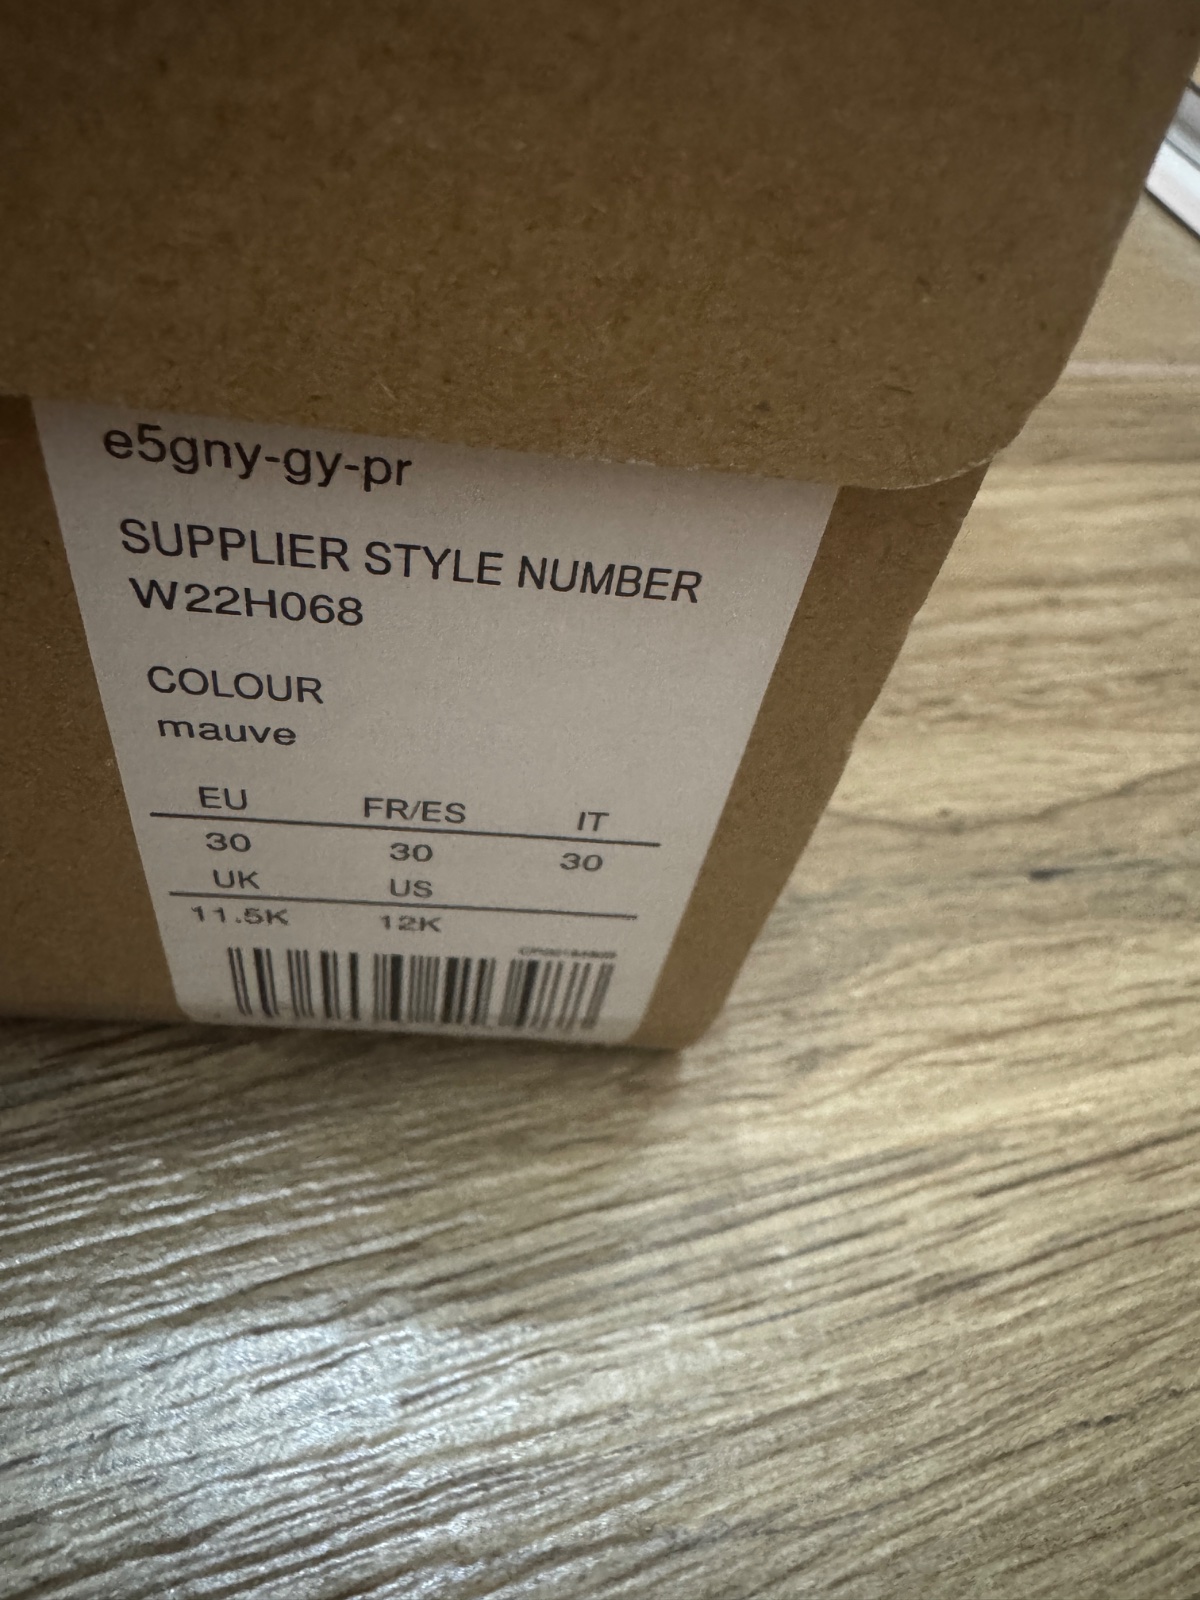 e5gny-gy-pr
SUPPLIER STYLE NUMBER
W22H068
COLOUR
mauve
EU FR/ES IT
30 30 30
UK US
11.5K 12K